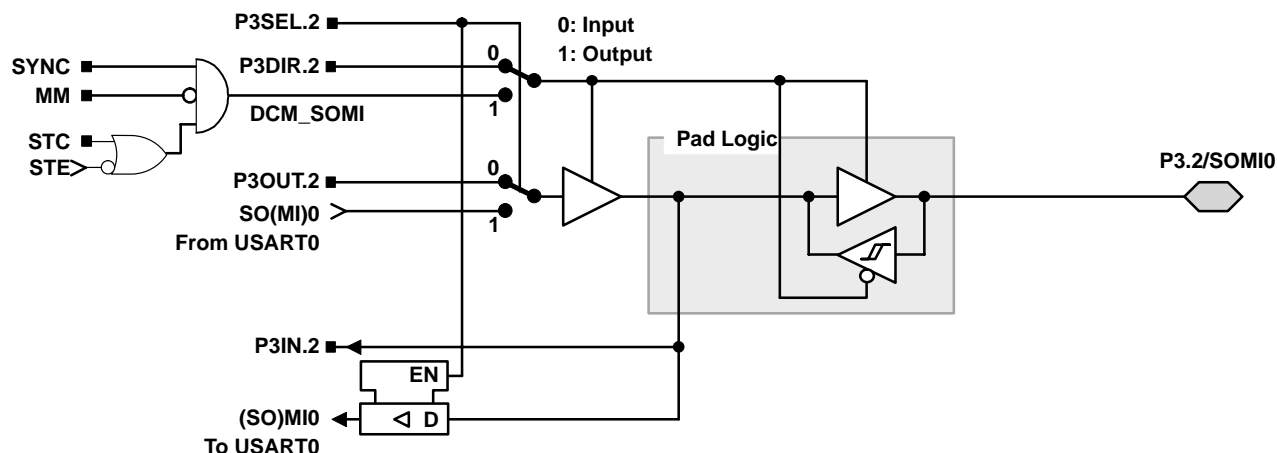 P3SEL.2
0: Input
1: Output
SYNC
P3DIR.2
0
MM
1
DCM_SOMI
STC
STE
Pad Logic
P3.2/SOMI0
P3OUT.2
0
SO(MI)0
1
From USART0
P3IN.2
EN
(SO)MI0
D
To USART0